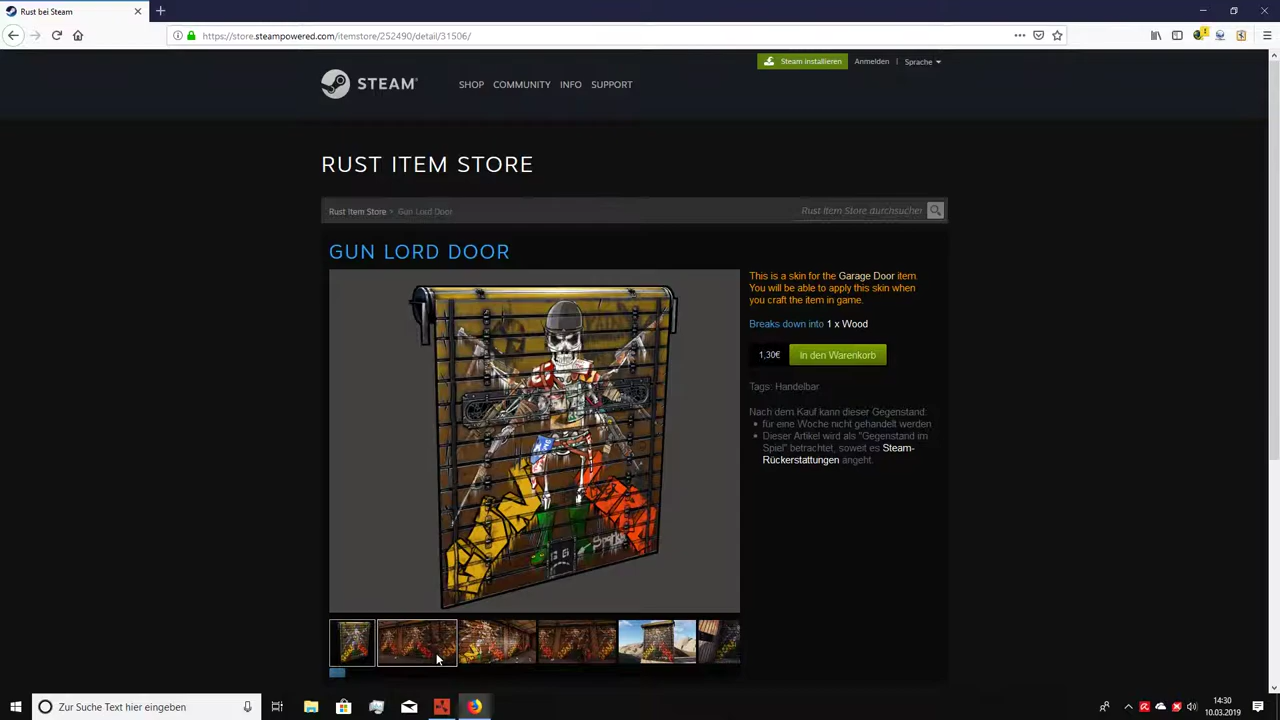 Rust bei Steam
https://store.steampowered.com/itemstore/252490/detail/31506/
Steam installieren
Anmelden
Sprache
STEAM
SHOP
COMMUNITY
INFO
SUPPORT
RUST ITEM STORE
Rust Item Store > Gun Lord Door
Rust Item Store durchsuchen
GUN LORD DOOR
This is a skin for the Garage Door item.
You will be able to apply this skin when
you craft the item in game.
Breaks down into 1 x Wood
1,30€
In den Warenkorb
Tags: Handelbar
Nach dem Kauf kann dieser Gegenstand:
für eine Woche nicht gehandelt werden
Dieser Artikel wird als "Gegenstand im
Spiel" betrachtet, soweit es Steam-
Rückerstattungen angeht.
Zur Suche Text hier eingeben
14:30
10.03.2019